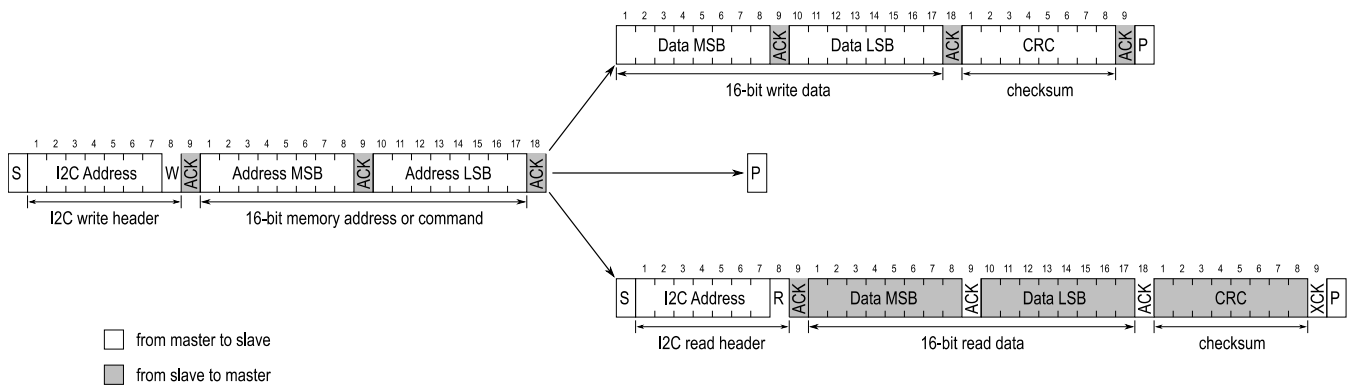 1 2 3 4 5 6 7 8 9 10 11 12 13 14 15 16 17 18 1 2 3 4 5 6 7 8 9
Data MSB ACK Data LSB ACK CRC ACK P
16-bit write data checksum
1 2 3 4 5 6 7 8 9 1 2 3 4 5 6 7 8 9 10 11 12 13 14 15 16 17 18
S I2C Address W ACK Address MSB ACK Address LSB ACK P
I2C write header 16-bit memory address or command
1 2 3 4 5 6 7 8 9 1 2 3 4 5 6 7 8 9 10 11 12 13 14 15 16 17 18 1 2 3 4 5 6 7 8 9
S I2C Address R ACK Data MSB ACK Data LSB ACK CRC XCK P
I2C read header 16-bit read data checksum
from master to slave
from slave to master